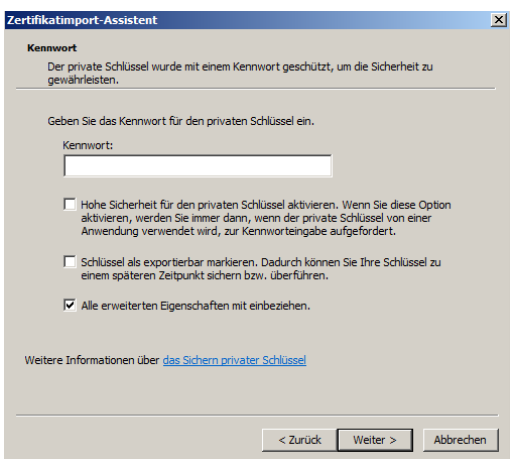 Zertifikatimport-Assistent
Kennwort
Der private Schlüssel wurde mit einem Kennwort geschützt, um die Sicherheit zu
gewährleisten.
Geben Sie das Kennwort für den privaten Schlüssel ein.
Kennwort:
Hohe Sicherheit für den privaten Schlüssel aktivieren. Wenn Sie diese Option
aktivieren, werden Sie immer dann, wenn der private Schlüssel von einer
Anwendung verwendet wird, zur Kennworteingabe aufgefordert.
Schlüssel als exportierbar markieren. Dadurch können Sie Ihre Schlüssel zu
einem späteren Zeitpunkt sichern bzw. überführen.
Alle erweiterten Eigenschaften mit einbeziehen.
Weitere Informationen über das Sichern privater Schlüssel
< Zurück Weiter > Abbrechen